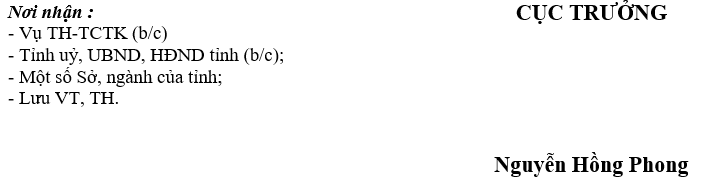 Nơi nhận :
- Vụ TH-TCTK (b/c)
- Tỉnh uỷ, UBND, HĐND tỉnh (b/c);
- Một số Sở, ngành của tỉnh;
- Lưu VT, TH.
CỤC TRƯỞNG
Nguyễn Hồng Phong